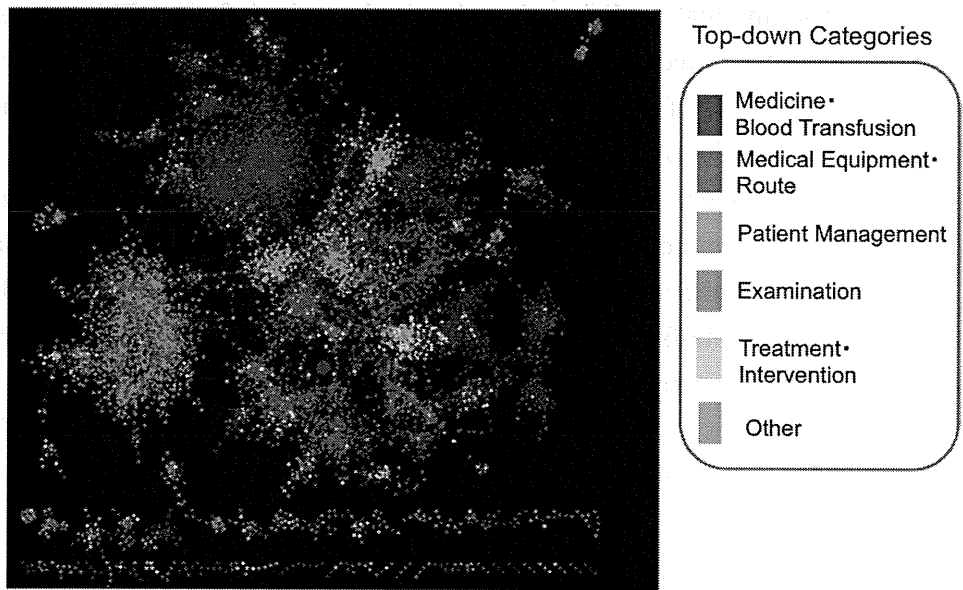 Top-down Categories
Medicine・
Blood Transfusion
Medical Equipment・
Route
Patient Management
Examination
Treatment・
Intervention
Other